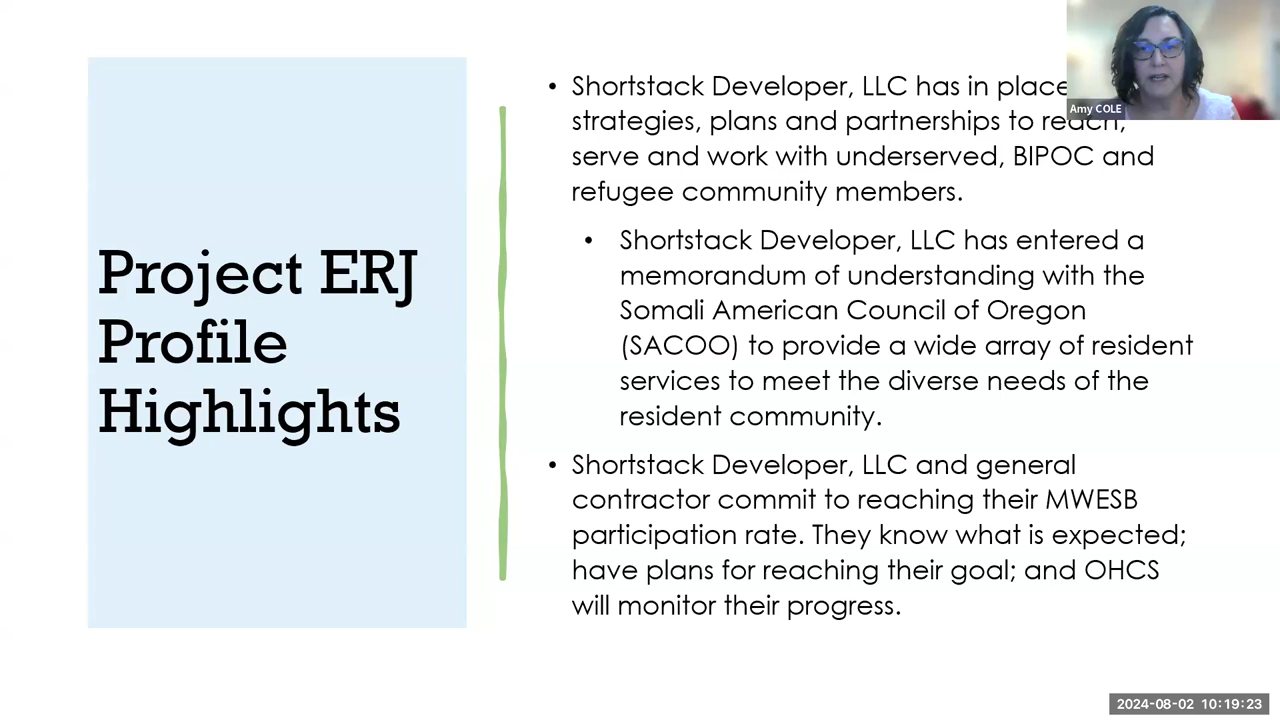 Project ERJ
Profile
Highlights
• Shortstack Developer, LLC has in place
strategies, plans and partnerships to reach,
serve and work with underserved, BIPOC and
refugee community members.
• Shortstack Developer, LLC has entered a
memorandum of understanding with the
Somali American Council of Oregon
(SACOO) to provide a wide array of resident
services to meet the diverse needs of the
resident community.
• Shortstack Developer, LLC and general
contractor commit to reaching their MWESB
participation rate. They know what is expected;
have plans for reaching their goal; and OHCS
will monitor their progress.
Amy COLE
2024-08-02 10:19:23